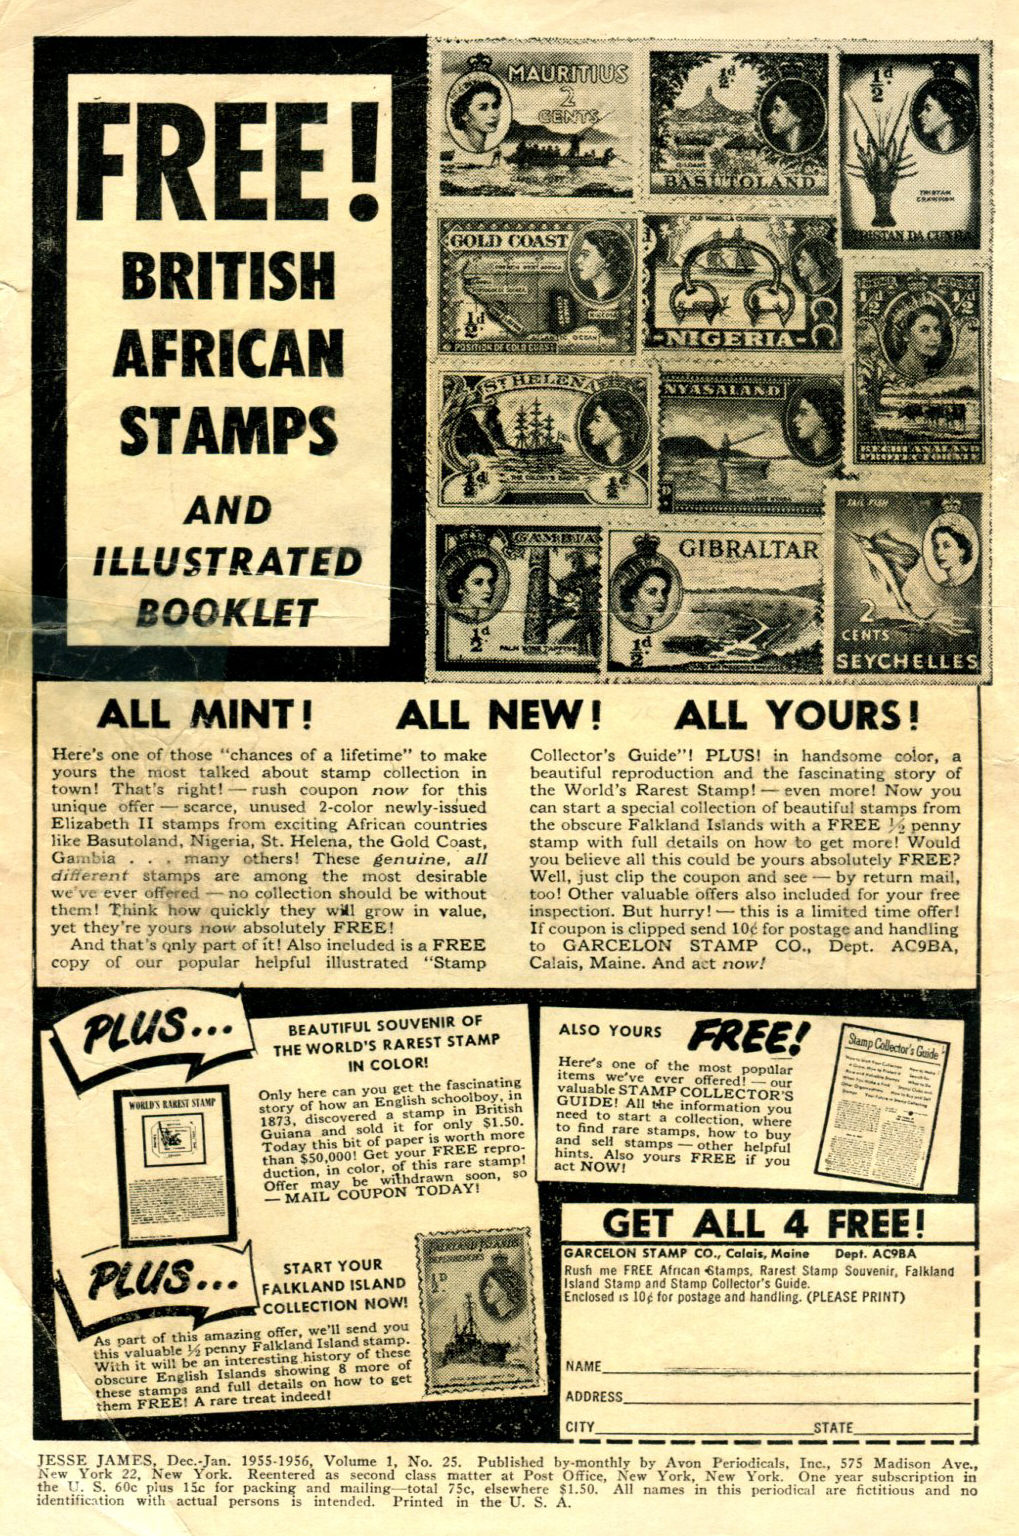 FREE!
BRITISH
AFRICAN
STAMPS
AND
ILLUSTRATED
BOOKLET
MAURITIUS
2
CENTS
½d
BASUTOLAND
½d
TRISTAN
CRAWFISH
TRISTAN DA CUNHA
GOLD COAST
½d.
POSITION OF GOLD COAST
OLD MANILLA CURRENCY
½d
-NIGERIA-
½d ½d
BECHUANALAND
PROTECTORATE
ST HELENA
THE COLONY'S BADGE
½d ½d
NYASALAND
GAMBIA
½d
PALM WINE TAPPING
GIBRALTAR
½d
SAIL FISH
2
CENTS
SEYCHELLES
ALL MINT! ALL NEW! ALL YOURS!
Here's one of those "chances of a lifetime" to make
yours the most talked about stamp collection in
town! That's right! — rush coupon now for this
unique offer — scarce, unused 2-color newly-issued
Elizabeth II stamps from exciting African countries
like Basutoland, Nigeria, St. Helena, the Gold Coast,
Gambia . . . many others! These genuine, all
different stamps are among the most desirable
we've ever offered — no collection should be without
them! Think how quickly they will grow in value,
yet they're yours now absolutely FREE!
And that's only part of it! Also included is a FREE
copy of our popular helpful illustrated "Stamp
Collector's Guide"! PLUS! in handsome color, a
beautiful reproduction and the fascinating story of
the World's Rarest Stamp! — even more! Now you
can start a special collection of beautiful stamps from
the obscure Falkland Islands with a FREE ½ penny
stamp with full details on how to get more! Would
you believe all this could be yours absolutely FREE?
Well, just clip the coupon and see — by return mail,
too! Other valuable offers also included for your free
inspection. But hurry! — this is a limited time offer!
If coupon is clipped send 10¢ for postage and handling
to GARCELON STAMP CO., Dept. AC9BA,
Calais, Maine. And act now!
PLUS...
BEAUTIFUL SOUVENIR OF
THE WORLD'S RAREST STAMP
IN COLOR!
Only here can you get the fascinating
story of how an English schoolboy, in
1873, discovered a stamp in British
Guiana and sold it for only $1.50.
Today this bit of paper is worth more
than $50,000! Get your FREE repro-
duction, in color, of this rare stamp!
Offer may be withdrawn soon, so
— MAIL COUPON TODAY!
WORLD'S RAREST STAMP
PLUS...
START YOUR
FALKLAND ISLAND
COLLECTION NOW!
As part of this amazing offer, we'll send you
this valuable ½ penny Falkland Island stamp.
With it will be an interesting history of these
obscure English Islands showing 8 more of
these stamps and full details on how to get
them FREE! A rare treat indeed!
FALKLAND ISLANDS
DEPENDENCIES
½D.
ALSO YOURS FREE!
Here's one of the most popular
items we've ever offered! — our
valuable STAMP COLLECTOR'S
GUIDE! All the information you
need to start a collection, where
to find rare stamps, how to buy
and sell stamps — other helpful
hints. Also yours FREE if you
act NOW!
Stamp Collector's Guide
GET ALL 4 FREE!
GARCELON STAMP CO., Calais, Maine Dept. AC9BA
Rush me FREE African Stamps, Rarest Stamp Souvenir, Falkland
Island Stamp and Stamp Collector's Guide.
Enclosed is 10¢ for postage and handling. (PLEASE PRINT)
NAME
ADDRESS
CITY STATE
JESSE JAMES, Dec.-Jan. 1955-1956, Volume 1, No. 25. Published by-monthly by Avon Periodicals, Inc., 575 Madison Ave.,
New York 22, New York. Reentered as second class matter at Post Office, New York, New York. One year subscription in
the U. S. 60c plus 15c for packing and mailing—total 75c, elsewhere $1.50. All names in this periodical are fictitious and no
identification with actual persons is intended. Printed in the U. S. A.